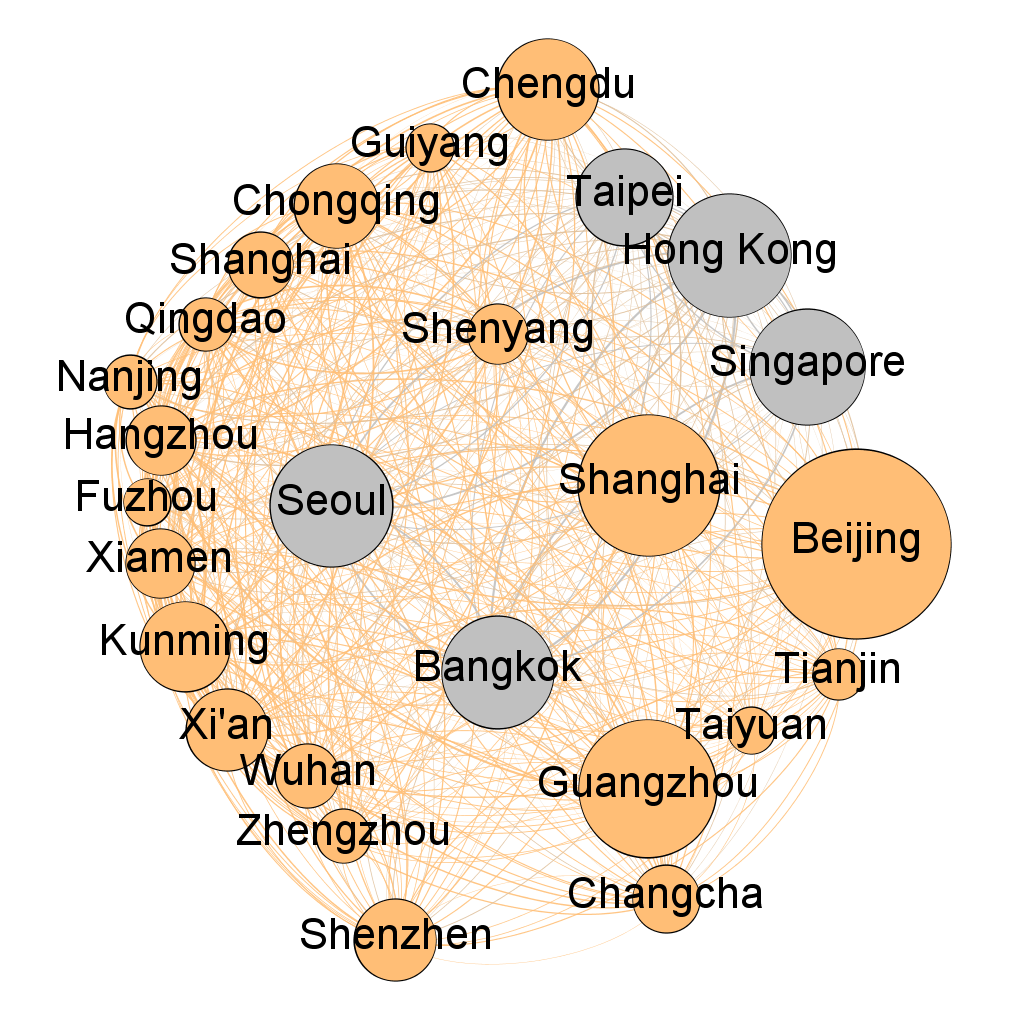 Chengdu
Guiyang
Taipei
Chongqing
Hong Kong
Shanghai
Qingdao
Shenyang
Singapore
Nanjing
Hangzhou
Shanghai
Fuzhou
Seoul
Beijing
Xiamen
Kunming
Bangkok
Tianjin
Xi'an
Taiyuan
Wuhan
Guangzhou
Zhengzhou
Changcha
Shenzhen